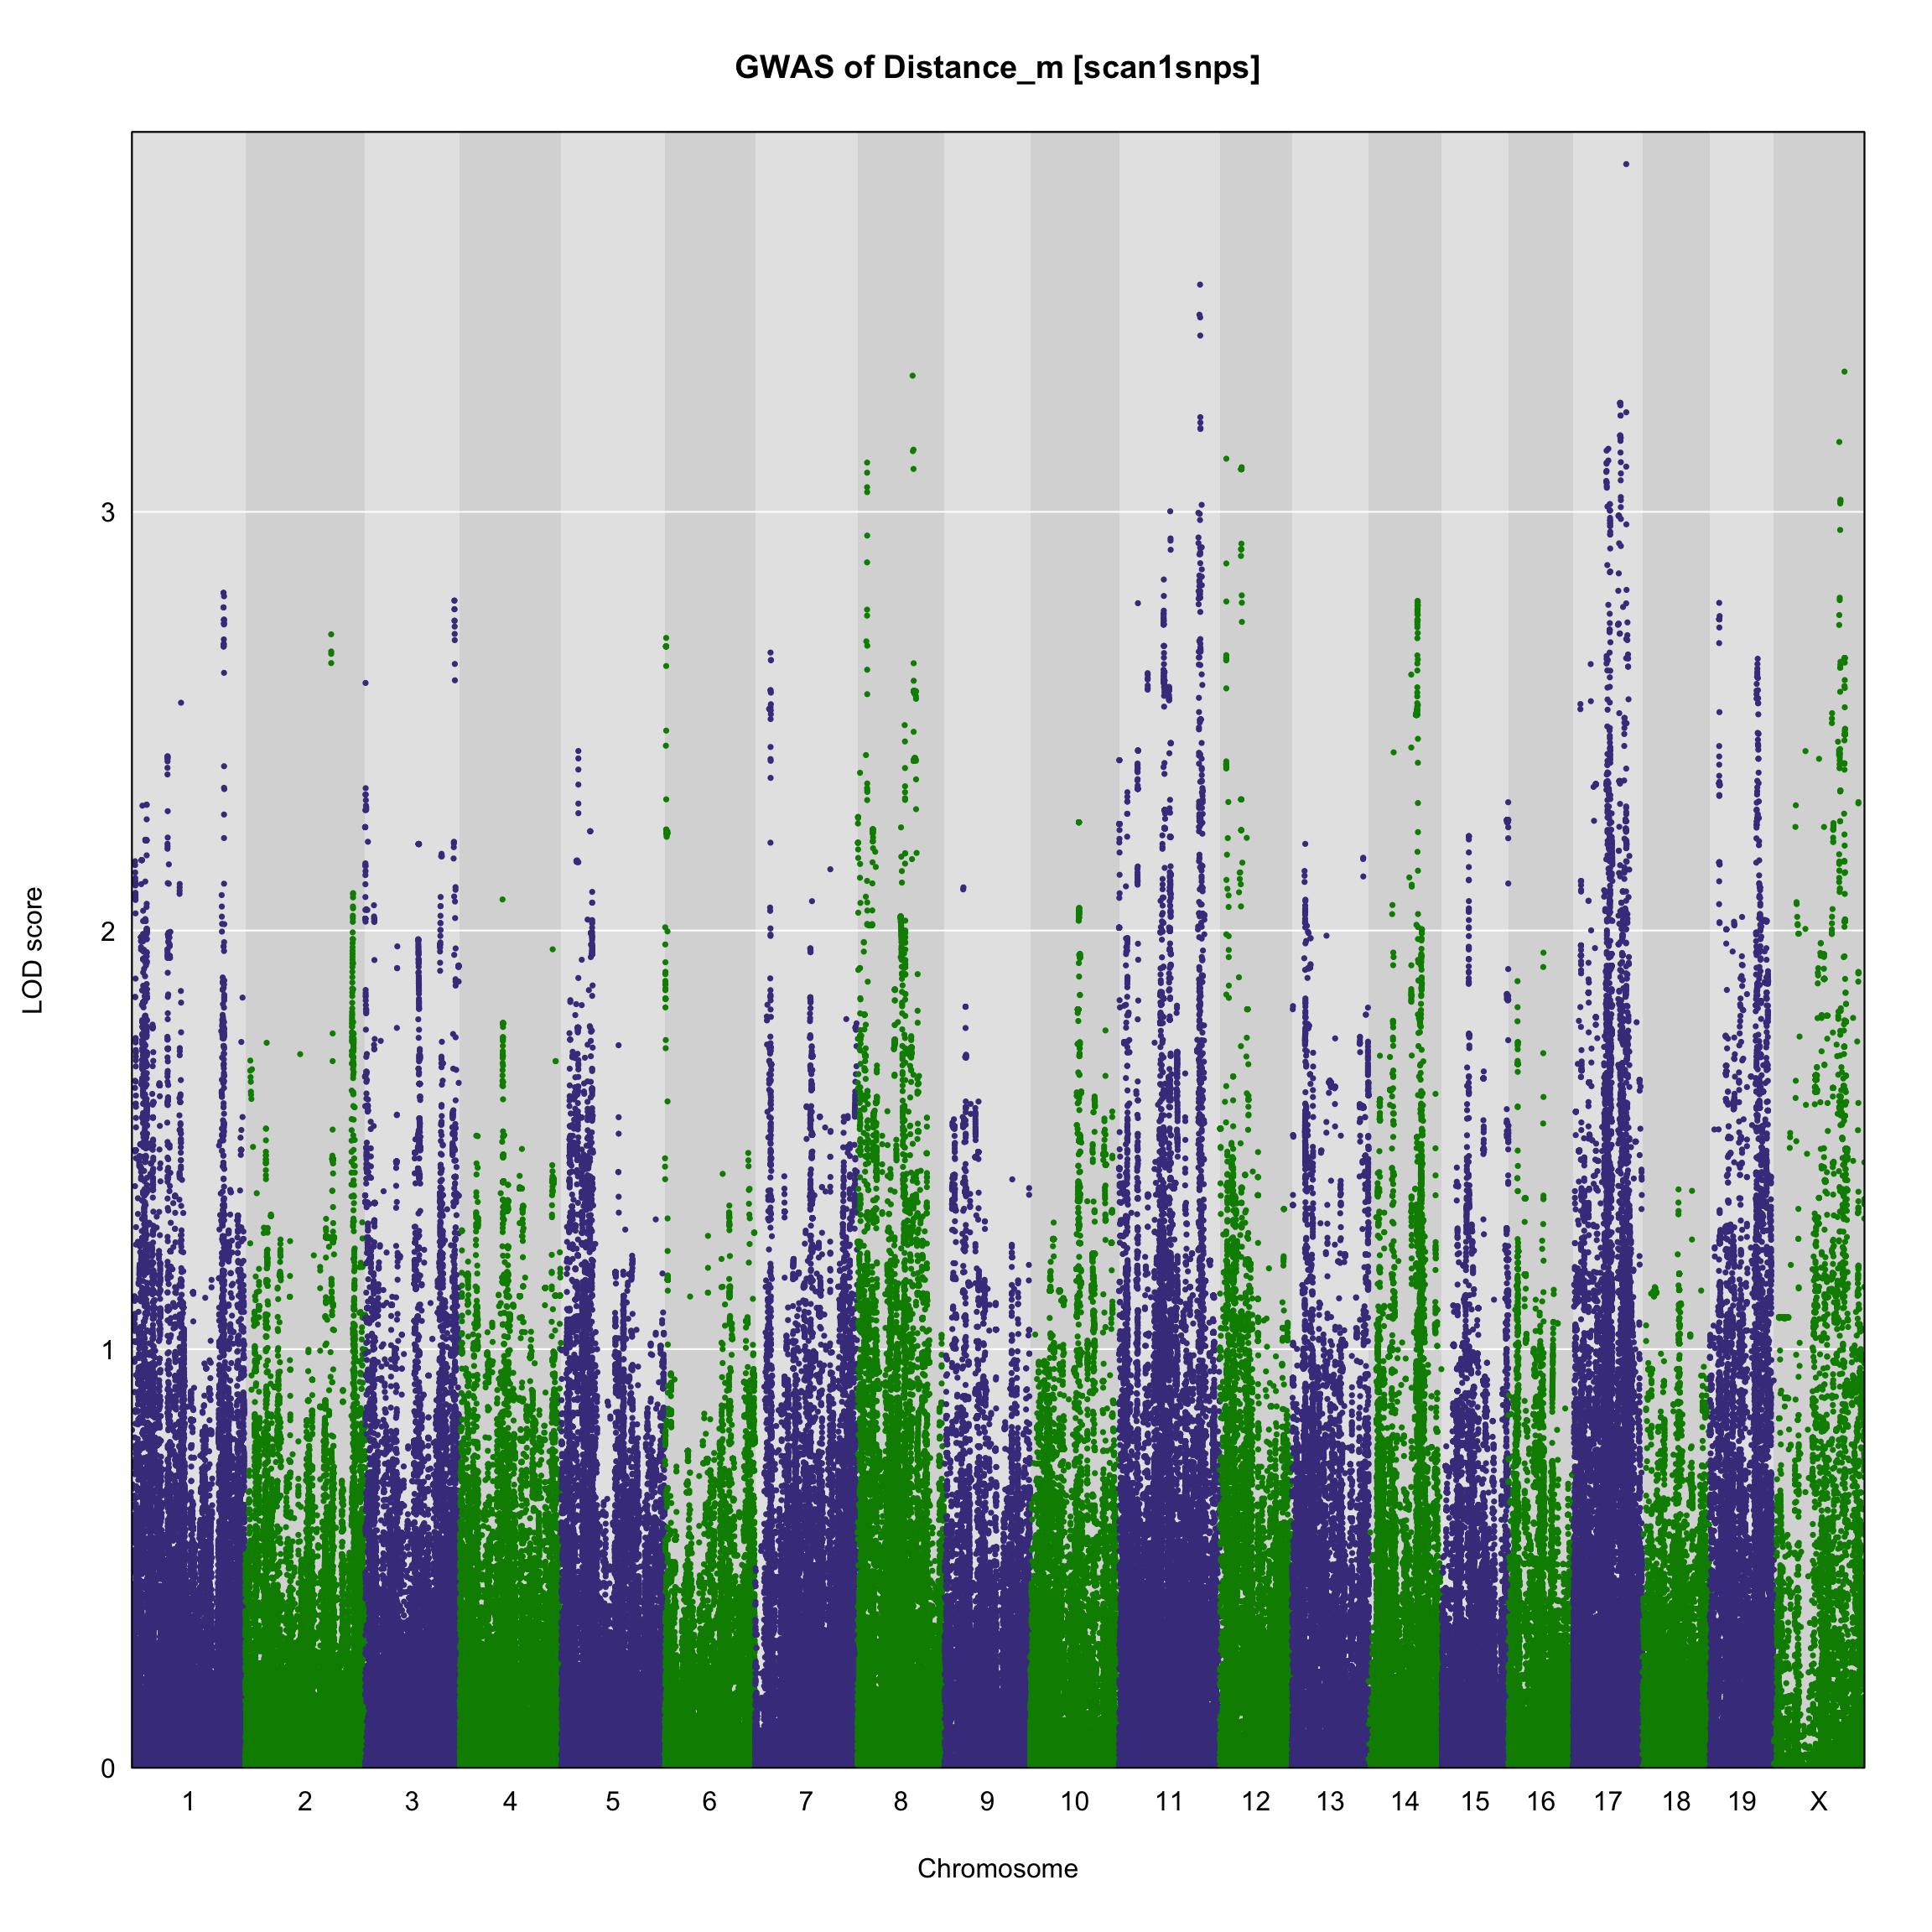 GWAS of Distance_m [scan1snps]
3
2
1
0
LOD score
1 2 3 4 5 6 7 8 9 10 11 12 13 14 15 16 17 18 19 X
Chromosome